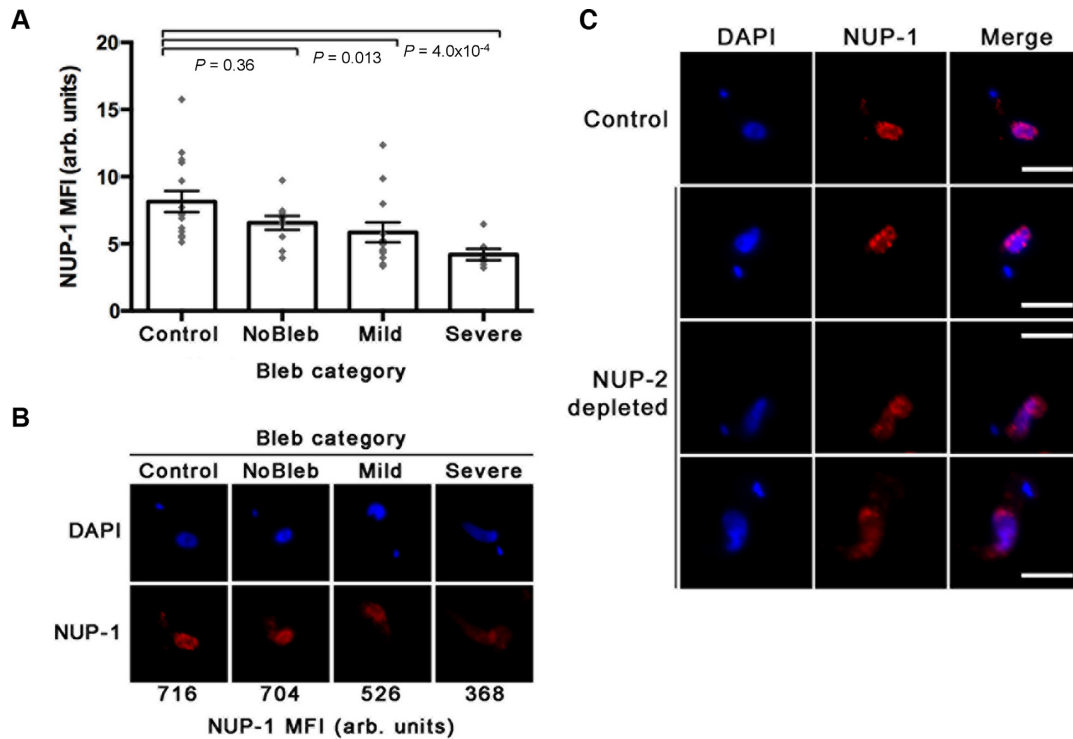 A
P = 0.36
P = 0.013
P = 4.0x10-4
NUP-1 MFI (arb. units)
20
15
10
5
0
Control NoBleb Mild Severe
Bleb category
B
Bleb category
Control NoBleb Mild Severe
DAPI
NUP-1
716 704 526 368
NUP-1 MFI (arb. units)
C
DAPI NUP-1 Merge
Control
NUP-2
depleted